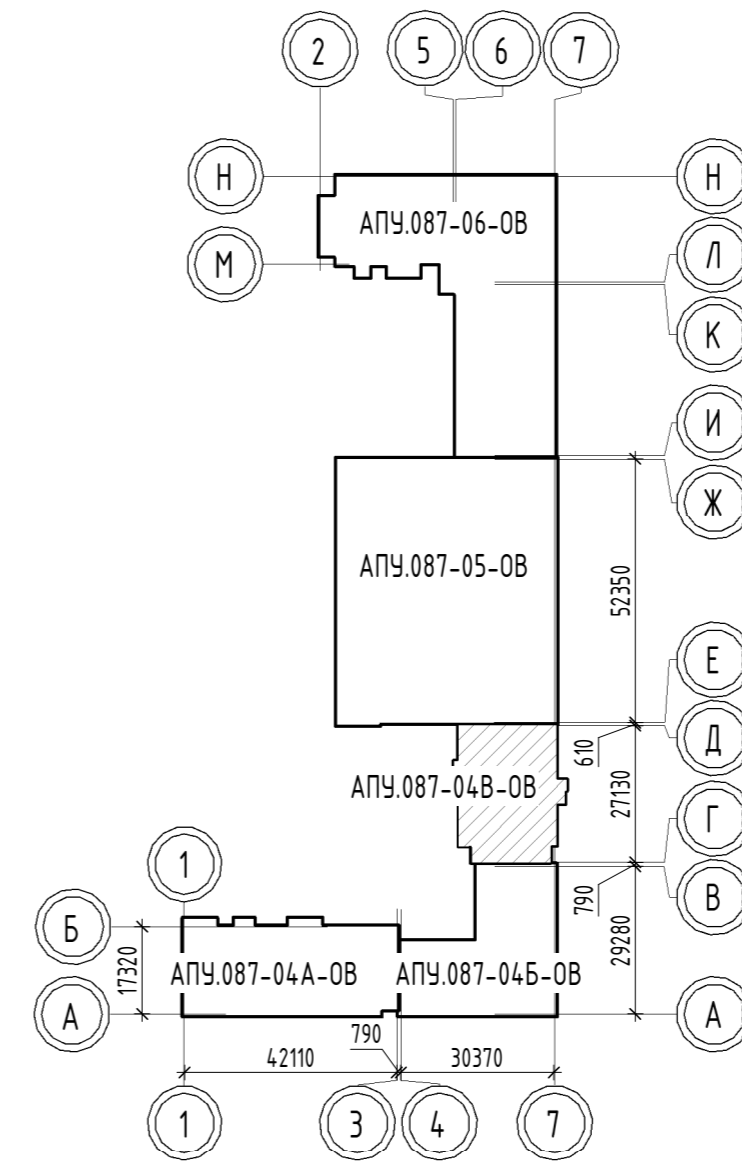 2
5
6
7
Н
Н
АПУ.087-06-ОВ
Л
М
К
И
Ж
АПУ.087-05-ОВ
52350
Е
Д
610
АПУ.087-04В-ОВ
27130
Г
1
В
790
Б
29280
17320
АПУ.087-04А-ОВ
АПУ.087-04Б-ОВ
А
А
790
42110
30370
1
3
4
7